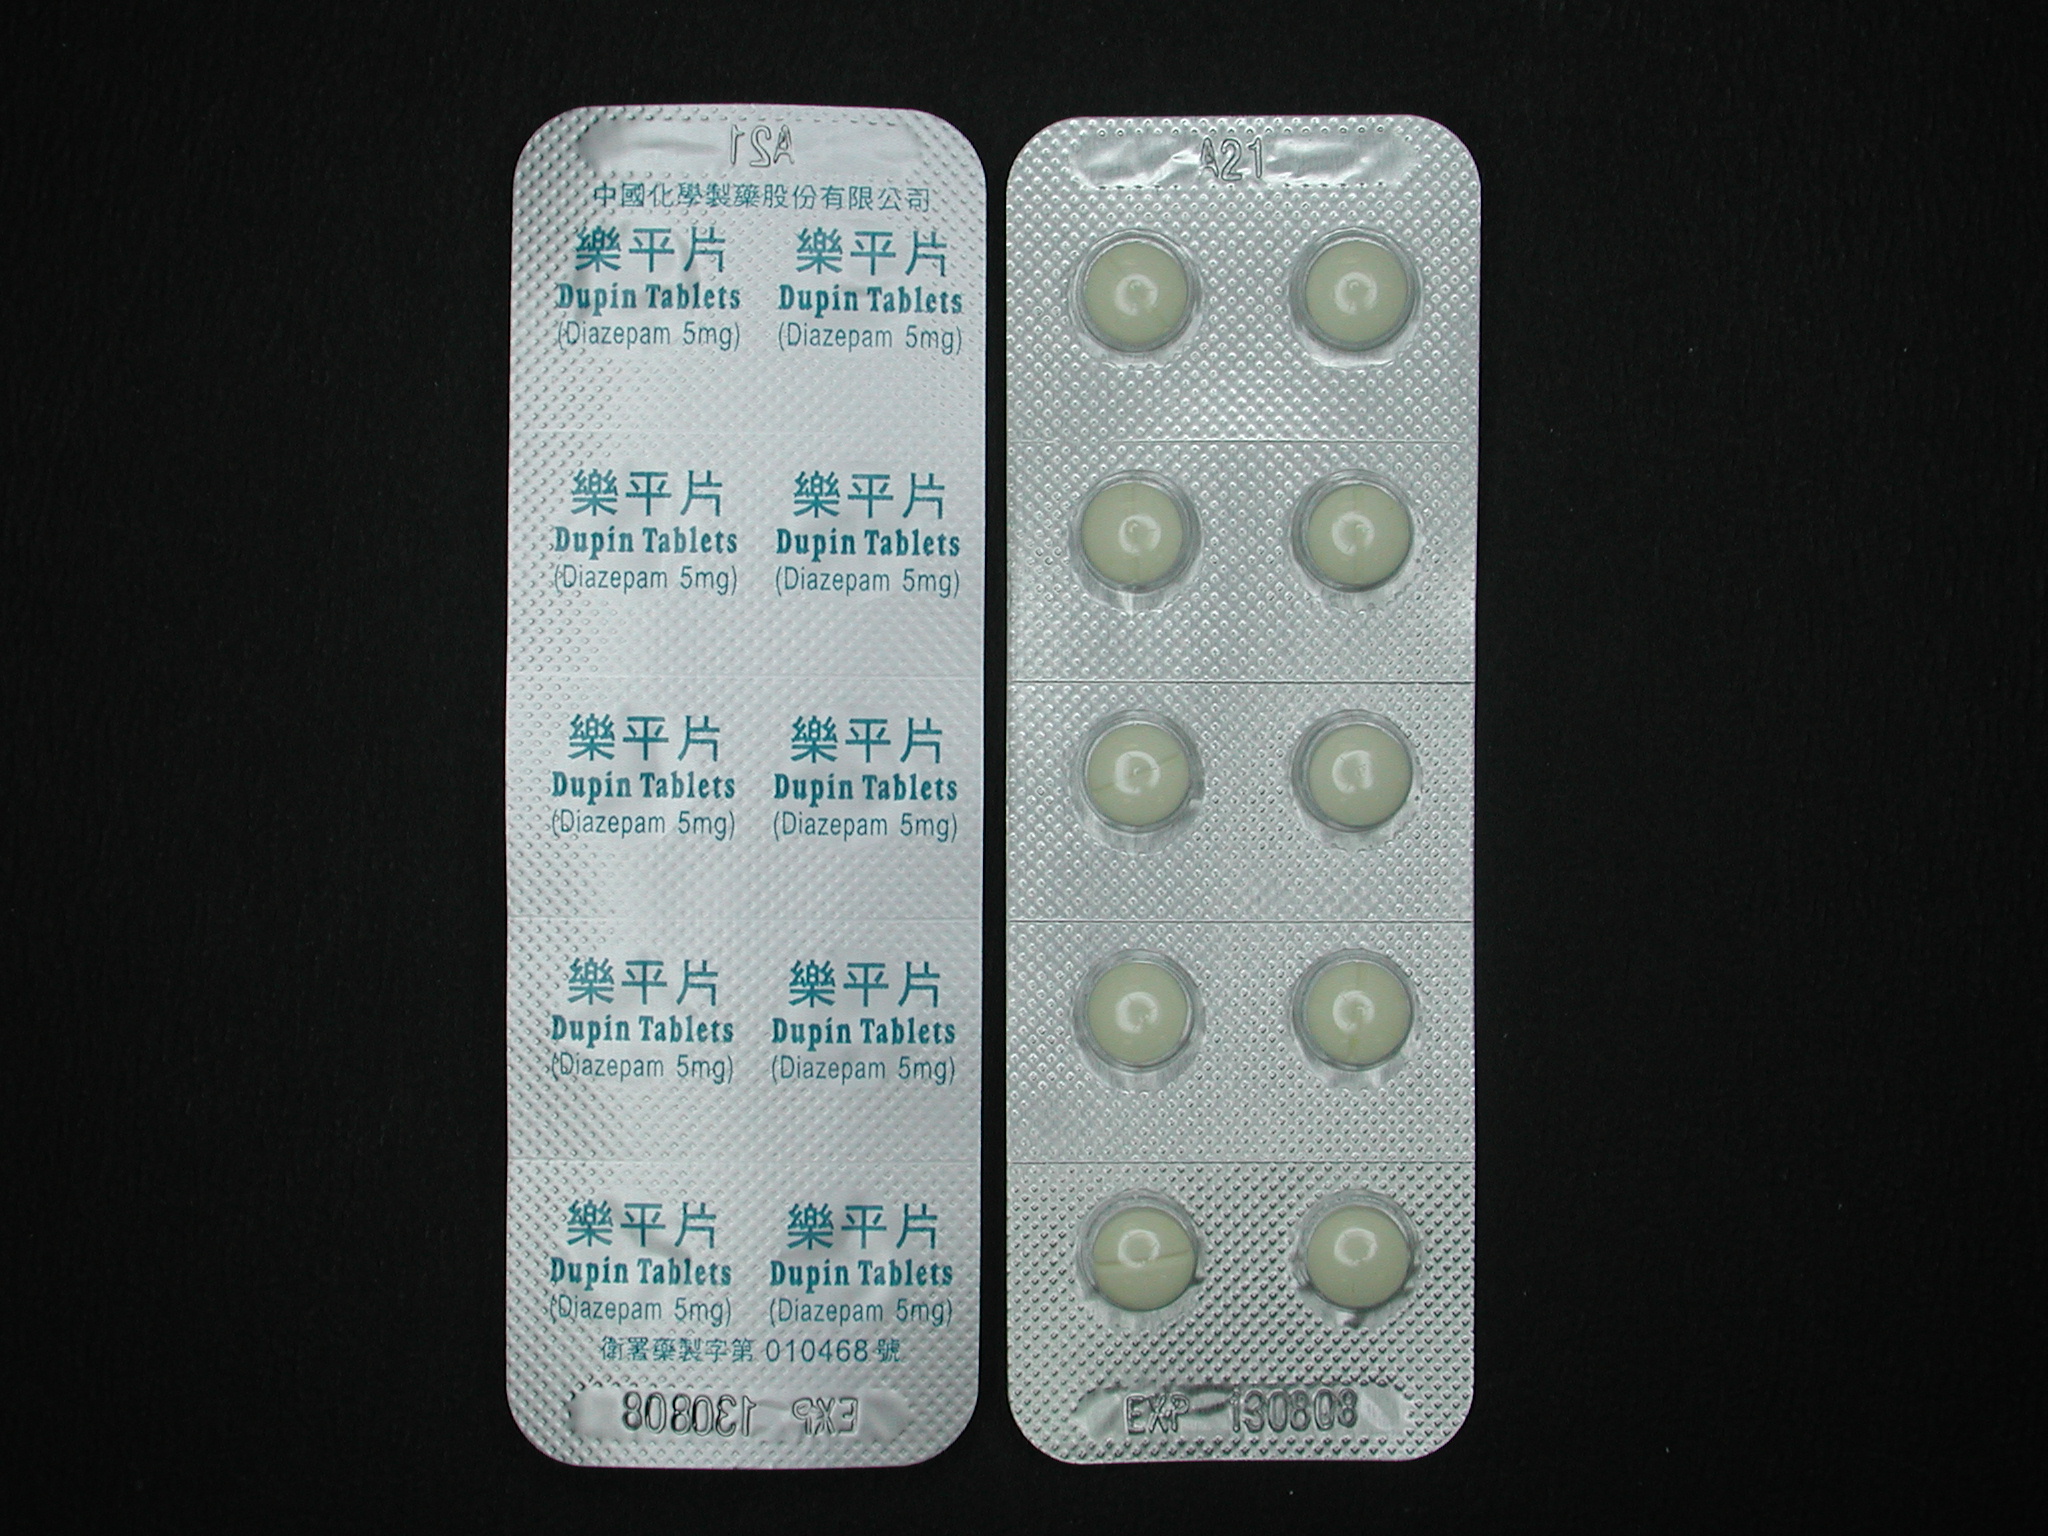 A21
中國化學製藥股份有限公司
樂平片 樂平片
Dupin Tablets Dupin Tablets
(Diazepam 5mg) (Diazepam 5mg)
樂平片 樂平片
Dupin Tablets Dupin Tablets
(Diazepam 5mg) (Diazepam 5mg)
樂平片 樂平片
Dupin Tablets Dupin Tablets
(Diazepam 5mg) (Diazepam 5mg)
樂平片 樂平片
Dupin Tablets Dupin Tablets
(Diazepam 5mg) (Diazepam 5mg)
樂平片 樂平片
Dupin Tablets Dupin Tablets
(Diazepam 5mg) (Diazepam 5mg)
衛署藥製字第 010468 號
EXP 130808
A21
EXP 130808